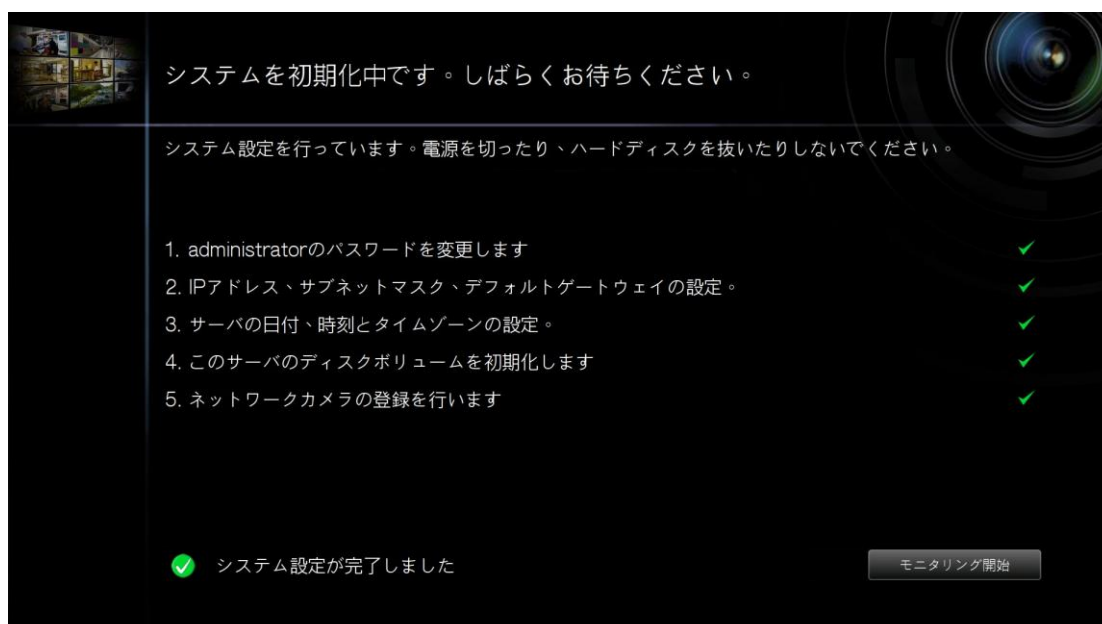 システムを初期化中です。しばらくお待ちください。
システム設定を行っています。電源を切ったり、ハードディスクを抜いたりしないでください。
1. administratorのパスワードを変更します
2. IPアドレス、サブネットマスク、デフォルトゲートウェイの設定。
3. サーバの日付、時刻とタイムゾーンの設定。
4. このサーバのディスクボリュームを初期化します
5. ネットワークカメラの登録を行います
システム設定が完了しました
モニタリング開始